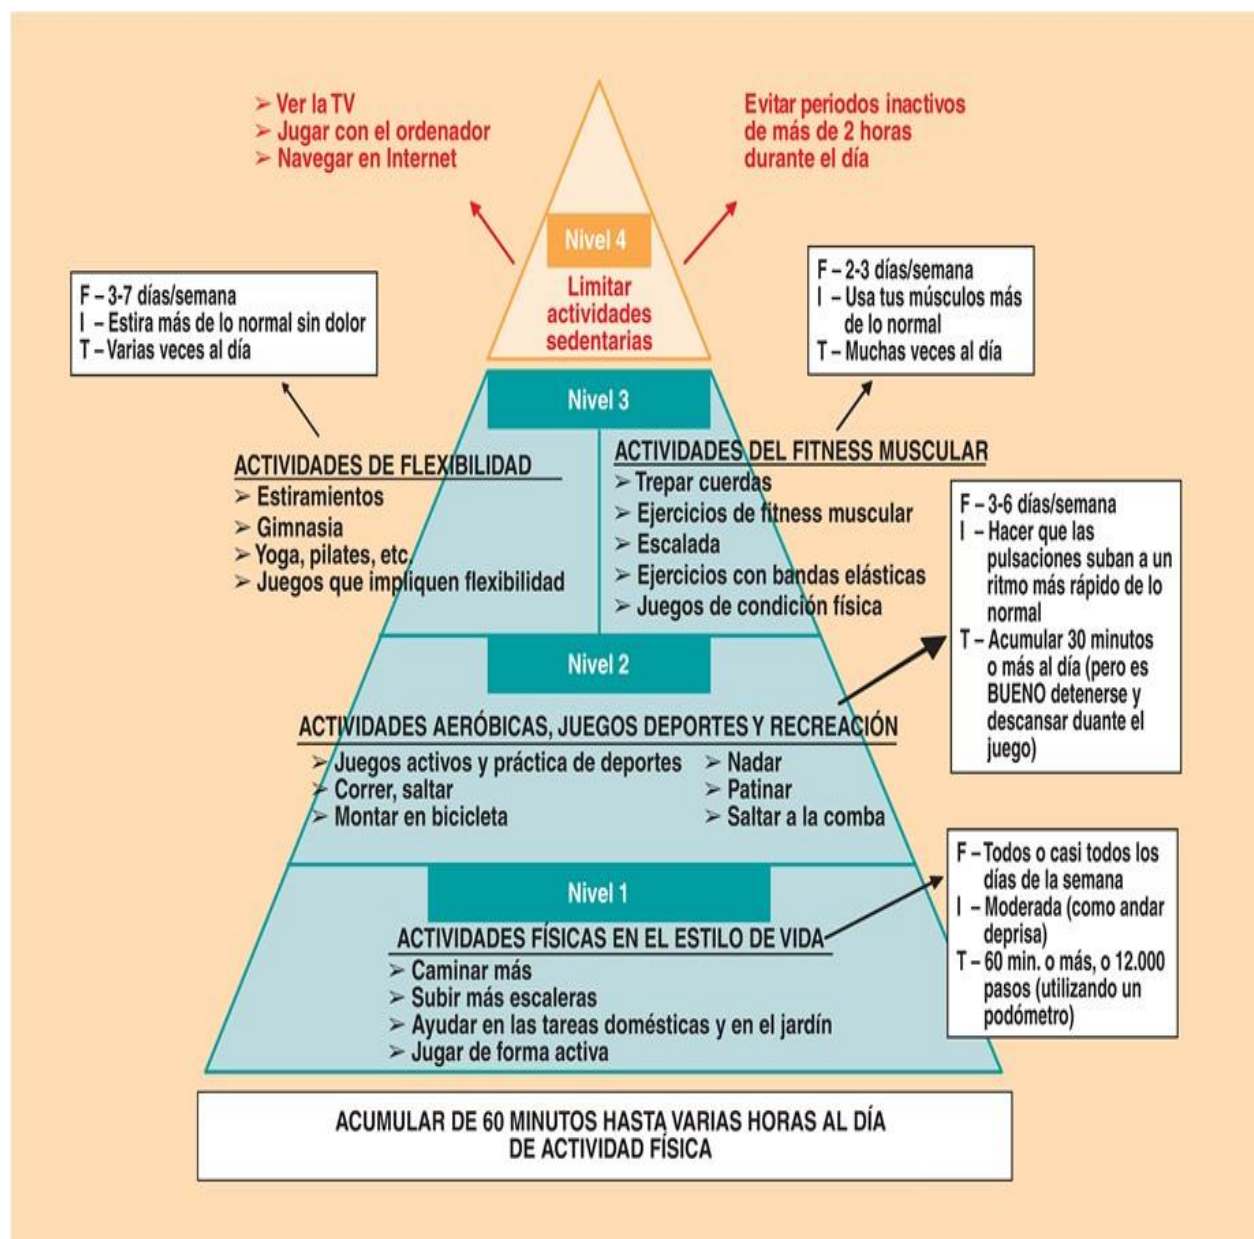 ➢ Ver la TV
➢ Jugar con el ordenador
➢ Navegar en Internet
Evitar periodos inactivos
de más de 2 horas
durante el día
Nivel 4
Limitar
actividades
sedentarias
F – 3-7 días/semana
I – Estira más de lo normal sin dolor
T – Varias veces al día
F – 2-3 días/semana
I – Usa tus músculos más
de lo normal
T – Muchas veces al día
Nivel 3
ACTIVIDADES DE FLEXIBILIDAD
➢ Estiramientos
➢ Gimnasia
➢ Yoga, pilates, etc.
➢ Juegos que impliquen flexibilidad
ACTIVIDADES DEL FITNESS MUSCULAR
➢ Trepar cuerdas
➢ Ejercicios de fitness muscular
➢ Escalada
➢ Ejercicios con bandas elásticas
➢ Juegos de condición física
F – 3-6 días/semana
I – Hacer que las
pulsaciones suban a un
ritmo más rápido de lo
normal
T – Acumular 30 minutos
o más al día (pero es
BUENO detenerse y
descansar duante el
juego)
Nivel 2
ACTIVIDADES AERÓBICAS, JUEGOS DEPORTES Y RECREACIÓN
➢ Juegos activos y práctica de deportes
➢ Correr, saltar
➢ Montar en bicicleta
➢ Nadar
➢ Patinar
➢ Saltar a la comba
F – Todos o casi todos los
días de la semana
I – Moderada (como andar
deprisa)
T – 60 min. o más, o 12.000
pasos (utilizando un
podómetro)
Nivel 1
ACTIVIDADES FÍSICAS EN EL ESTILO DE VIDA
➢ Caminar más
➢ Subir más escaleras
➢ Ayudar en las tareas domésticas y en el jardín
➢ Jugar de forma activa
ACUMULAR DE 60 MINUTOS HASTA VARIAS HORAS AL DÍA
DE ACTIVIDAD FÍSICA